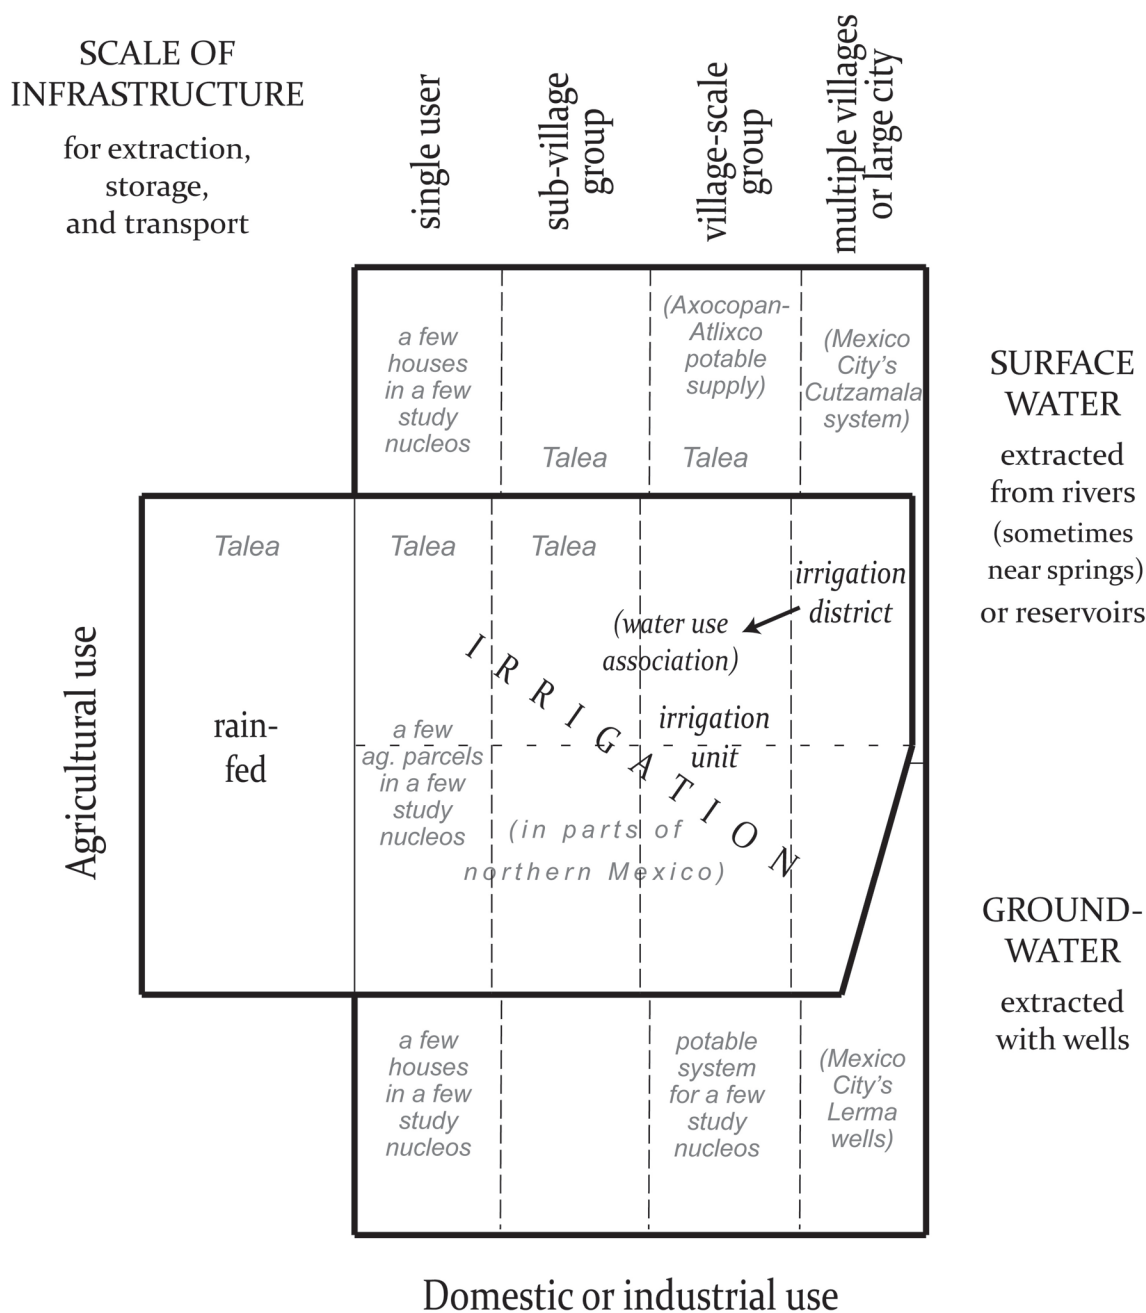 SCALE OF
INFRASTRUCTURE
for extraction,
storage,
and transport
single user
sub-village
group
village-scale
group
multiple villages
or large city
a few
houses
in a few
study
nucleos
Talea
(Axocopan-
Atlixco
potable
supply)
Talea
(Mexico
City's
Cutzamala
system)
SURFACE
WATER
extracted
from rivers
(sometimes
near springs)
or reservoirs
Agricultural use
Talea
rain-
fed
Talea
Talea
irrigation
district
(water use
association)
IRRIGATION
irrigation
unit
a few
ag. parcels
in a few
study
nucleos
(in parts of
northern Mexico)
GROUND-
WATER
extracted
with wells
a few
houses
in a few
study
nucleos
potable
system
for a few
study
nucleos
(Mexico
City's
Lerma
wells)
Domestic or industrial use